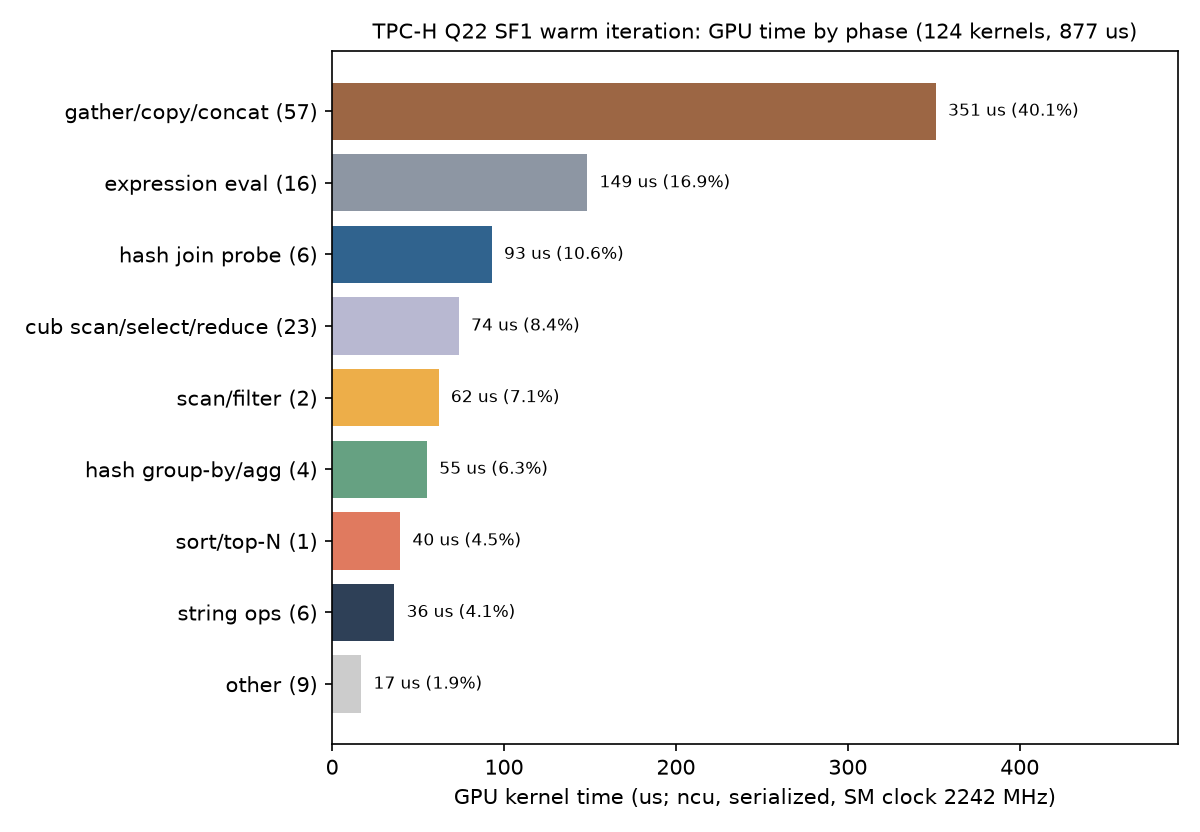 TPC-H Q22 SF1 warm iteration: GPU time by phase (124 kernels, 877 us)
gather/copy/concat (57) 351 us (40.1%)
expression eval (16) 149 us (16.9%)
hash join probe (6) 93 us (10.6%)
cub scan/select/reduce (23) 74 us (8.4%)
scan/filter (2) 62 us (7.1%)
hash group-by/agg (4) 55 us (6.3%)
sort/top-N (1) 40 us (4.5%)
string ops (6) 36 us (4.1%)
other (9) 17 us (1.9%)
0 100 200 300 400
GPU kernel time (us; ncu, serialized, SM clock 2242 MHz)